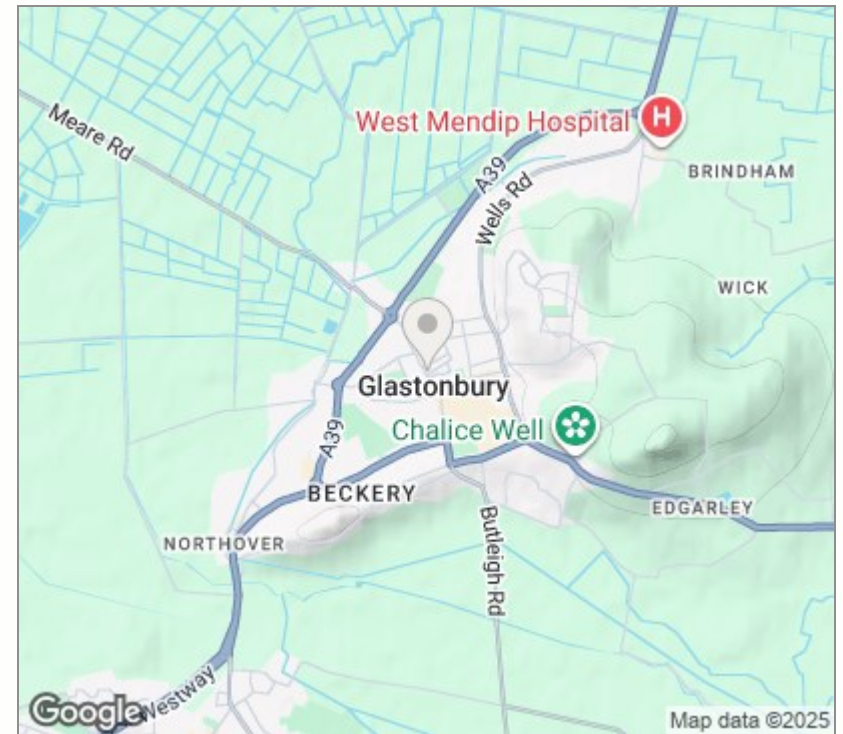 Meare Rd
West Mendip Hospital
H
BRINDHAM
A39
Wells Rd
WICK
Glastonbury
Chalice Well
A39
BECKERY
EDGARLEY
NORTHOVER
Butleigh Rd
Westway
Google
Map data ©2025